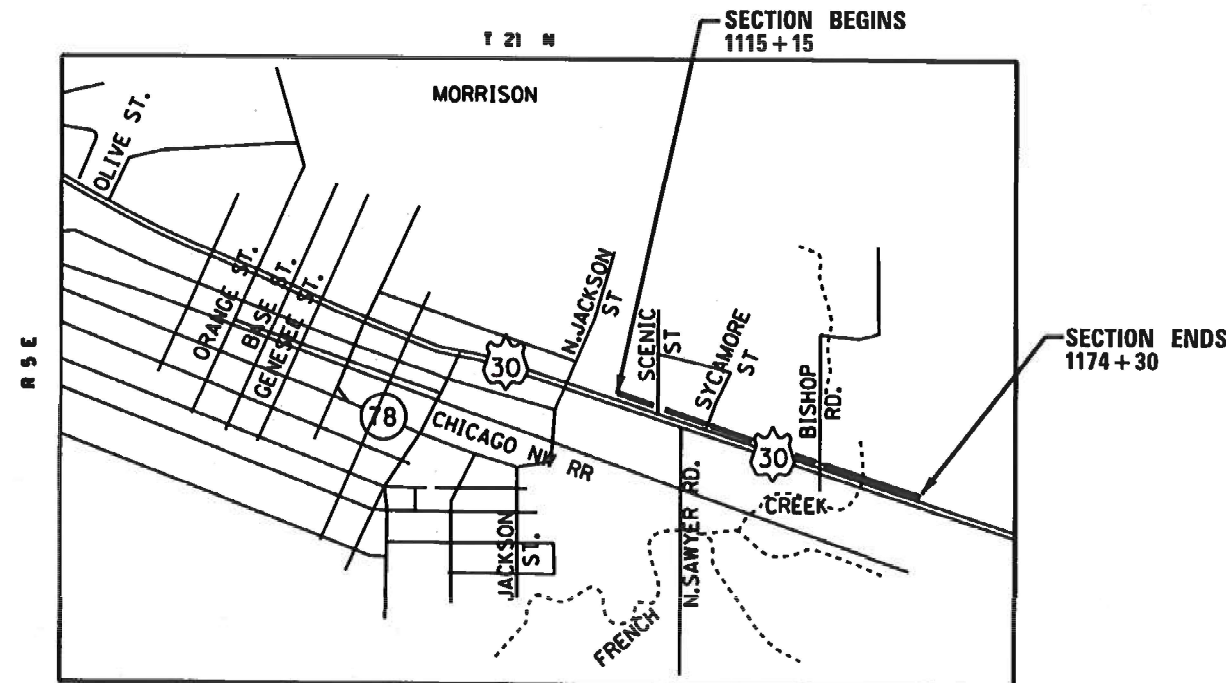 SECTION BEGINS
1115+15
T 21 N
MORRISON
OLIVE ST.
ORANGE ST.
BASE ST.
GENESEE ST.
N.JACKSON
ST
SCENIC
ST
SYCAMORE
ST
BISHOP
RD.
SECTION ENDS
1174+30
R 5 E
30
78
CHICAGO NW RR
30
JACKSON
ST.
N.SAWYER RD.
CREEK
FRENCH